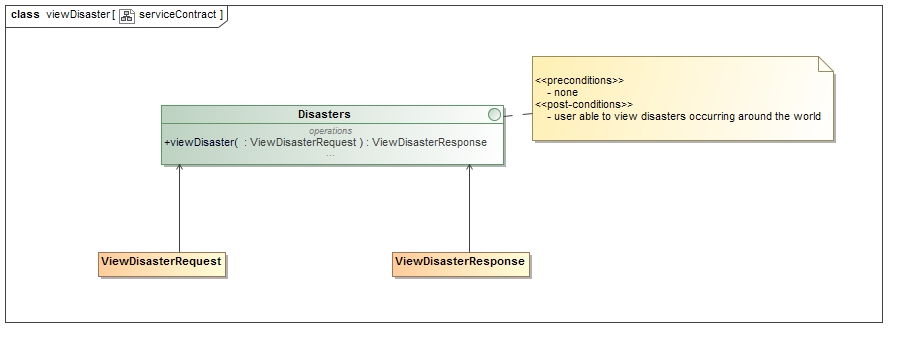 class viewDisaster[ serviceContract ]
<<preconditions>>
- none
<<post-conditions>>
- user able to view disasters occurring around the world
Disasters
operations
+viewDisaster( : ViewDisasterRequest ) : ViewDisasterResponse
...
ViewDisasterRequest
ViewDisasterResponse